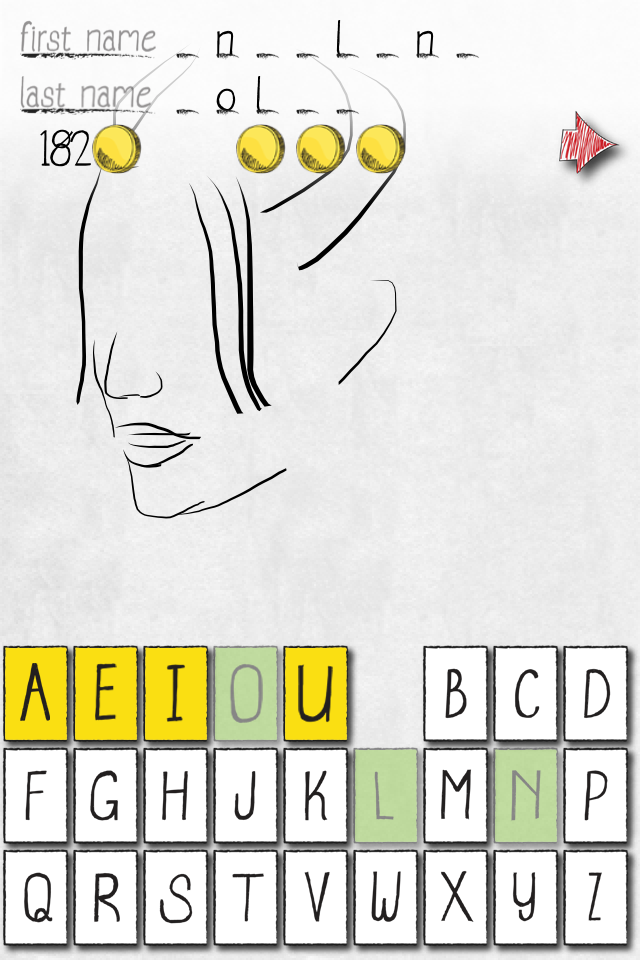 first name _ n _ _ l _ n _
last name _ o l _ _
182
A E I O U B C D
F G H J K L M N P
Q R S T V W X Y Z